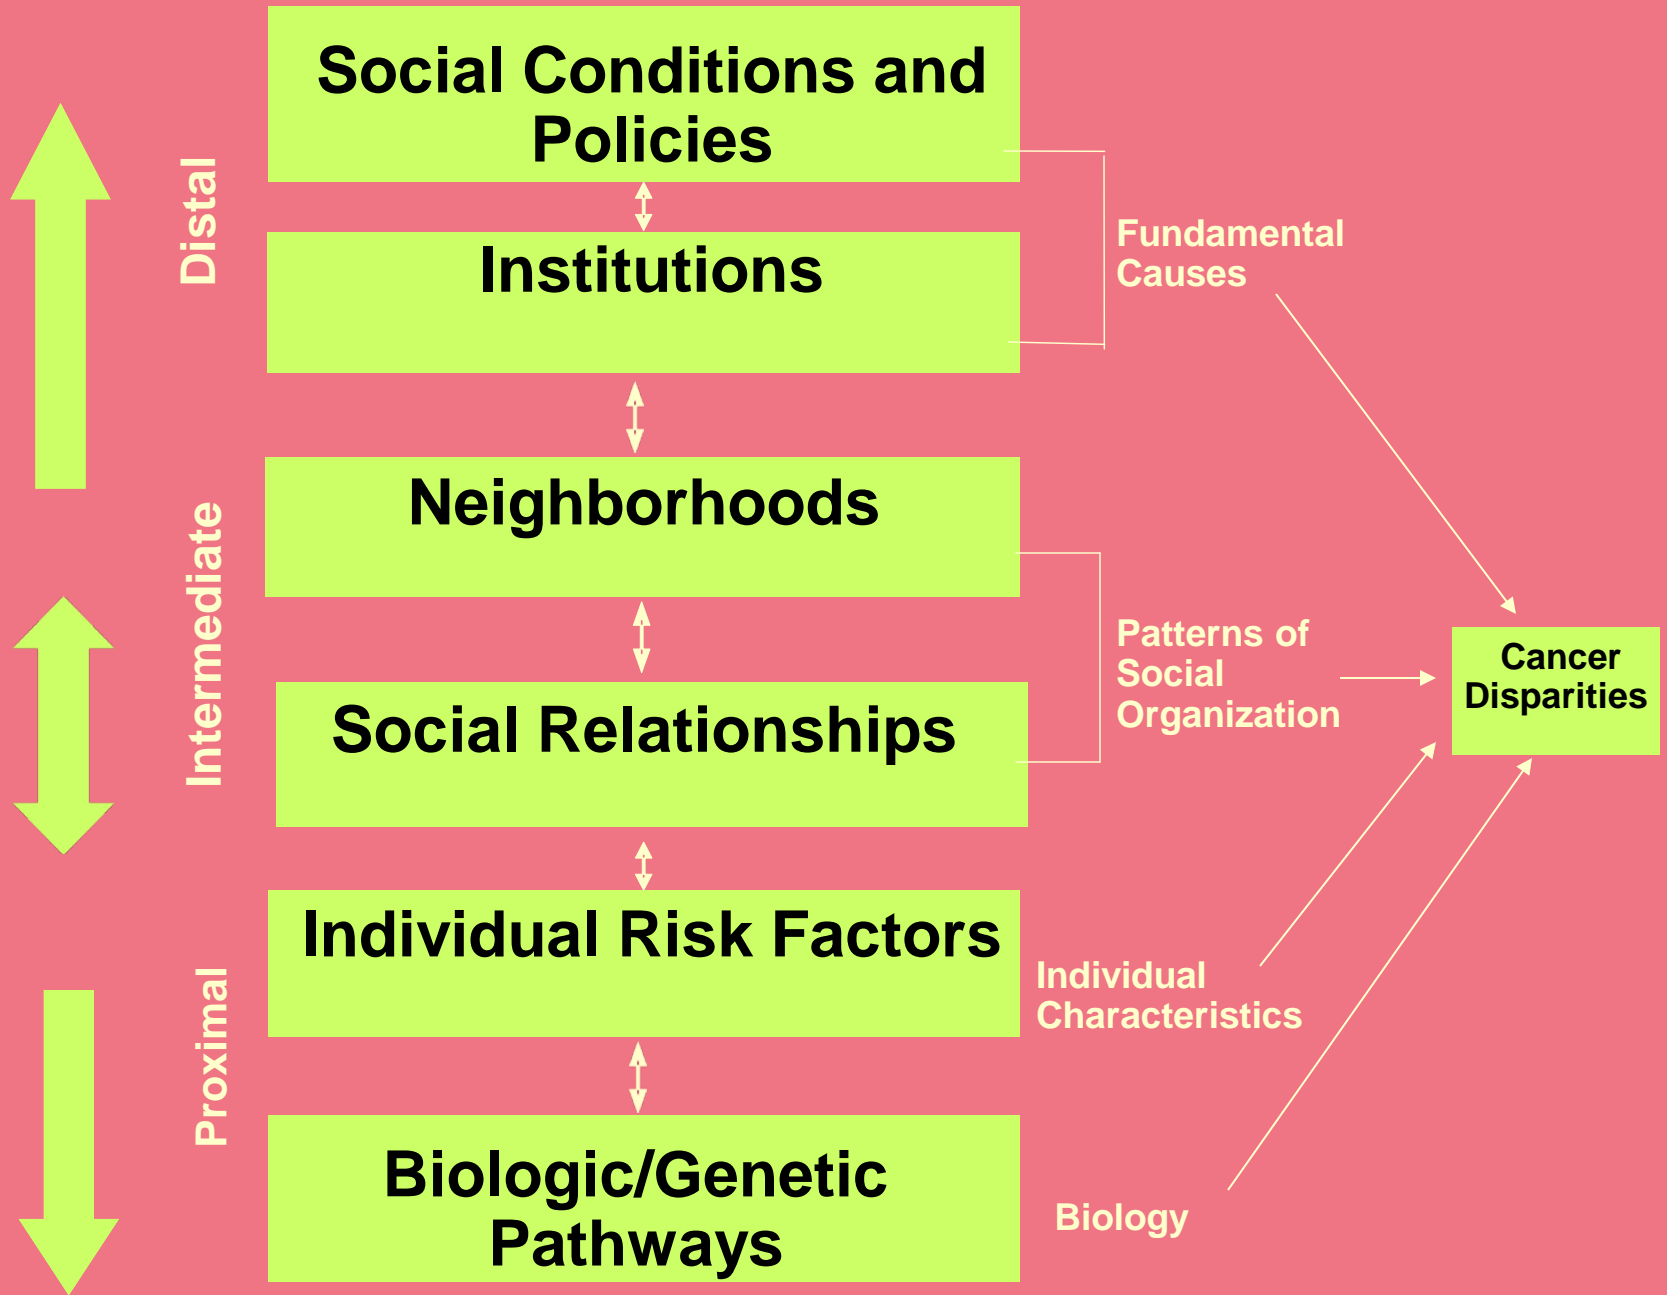 Social Conditions and
Policies
Distal
Institutions
Fundamental
Causes
Neighborhoods
Intermediate
Patterns of
Social
Organization
Cancer
Disparities
Social Relationships
Individual Risk Factors
Proximal
Individual
Characteristics
Biologic/Genetic
Pathways
Biology